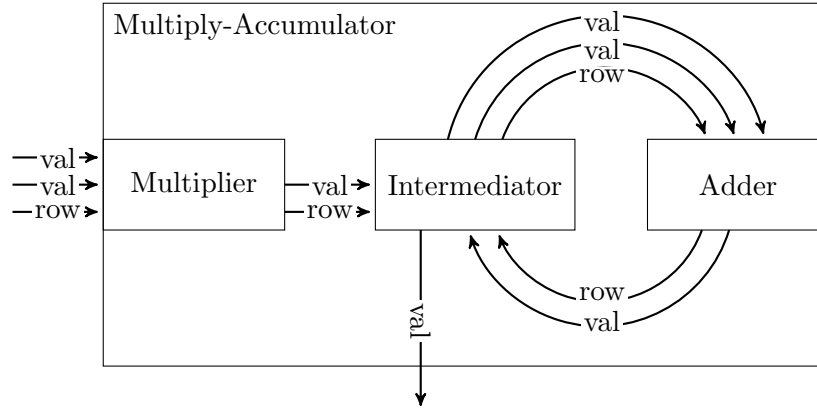 Multiply-Accumulator
val
val
row
val
val
row
Multiplier
val
row
Intermediator
Adder
row
val
val